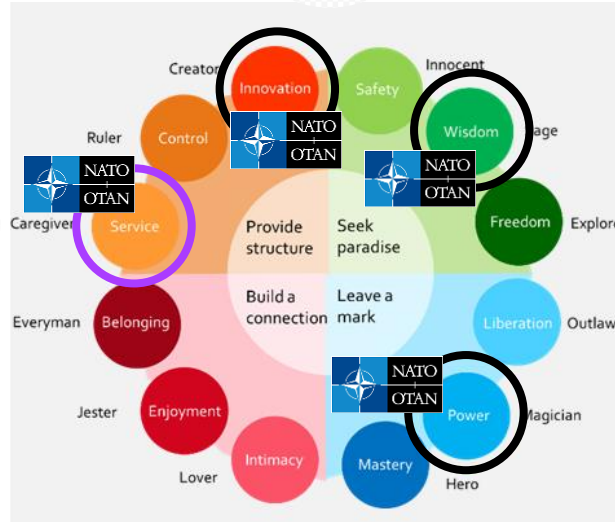 Creator
Innovation
Safety
Innocent
NATO
OTAN
Ruler
Control
Wisdom
age
NATO
OTAN
NATO
OTAN
Caregiver
Service
Provide
structure
Seek
paradise
Freedom
Explore
Build a
connection
Leave a
mark
Everyman
Belonging
Liberation
Outlaw
NATO
OTAN
Jester
Enjoyment
Power
Magician
Lover
Intimacy
Mastery
Hero